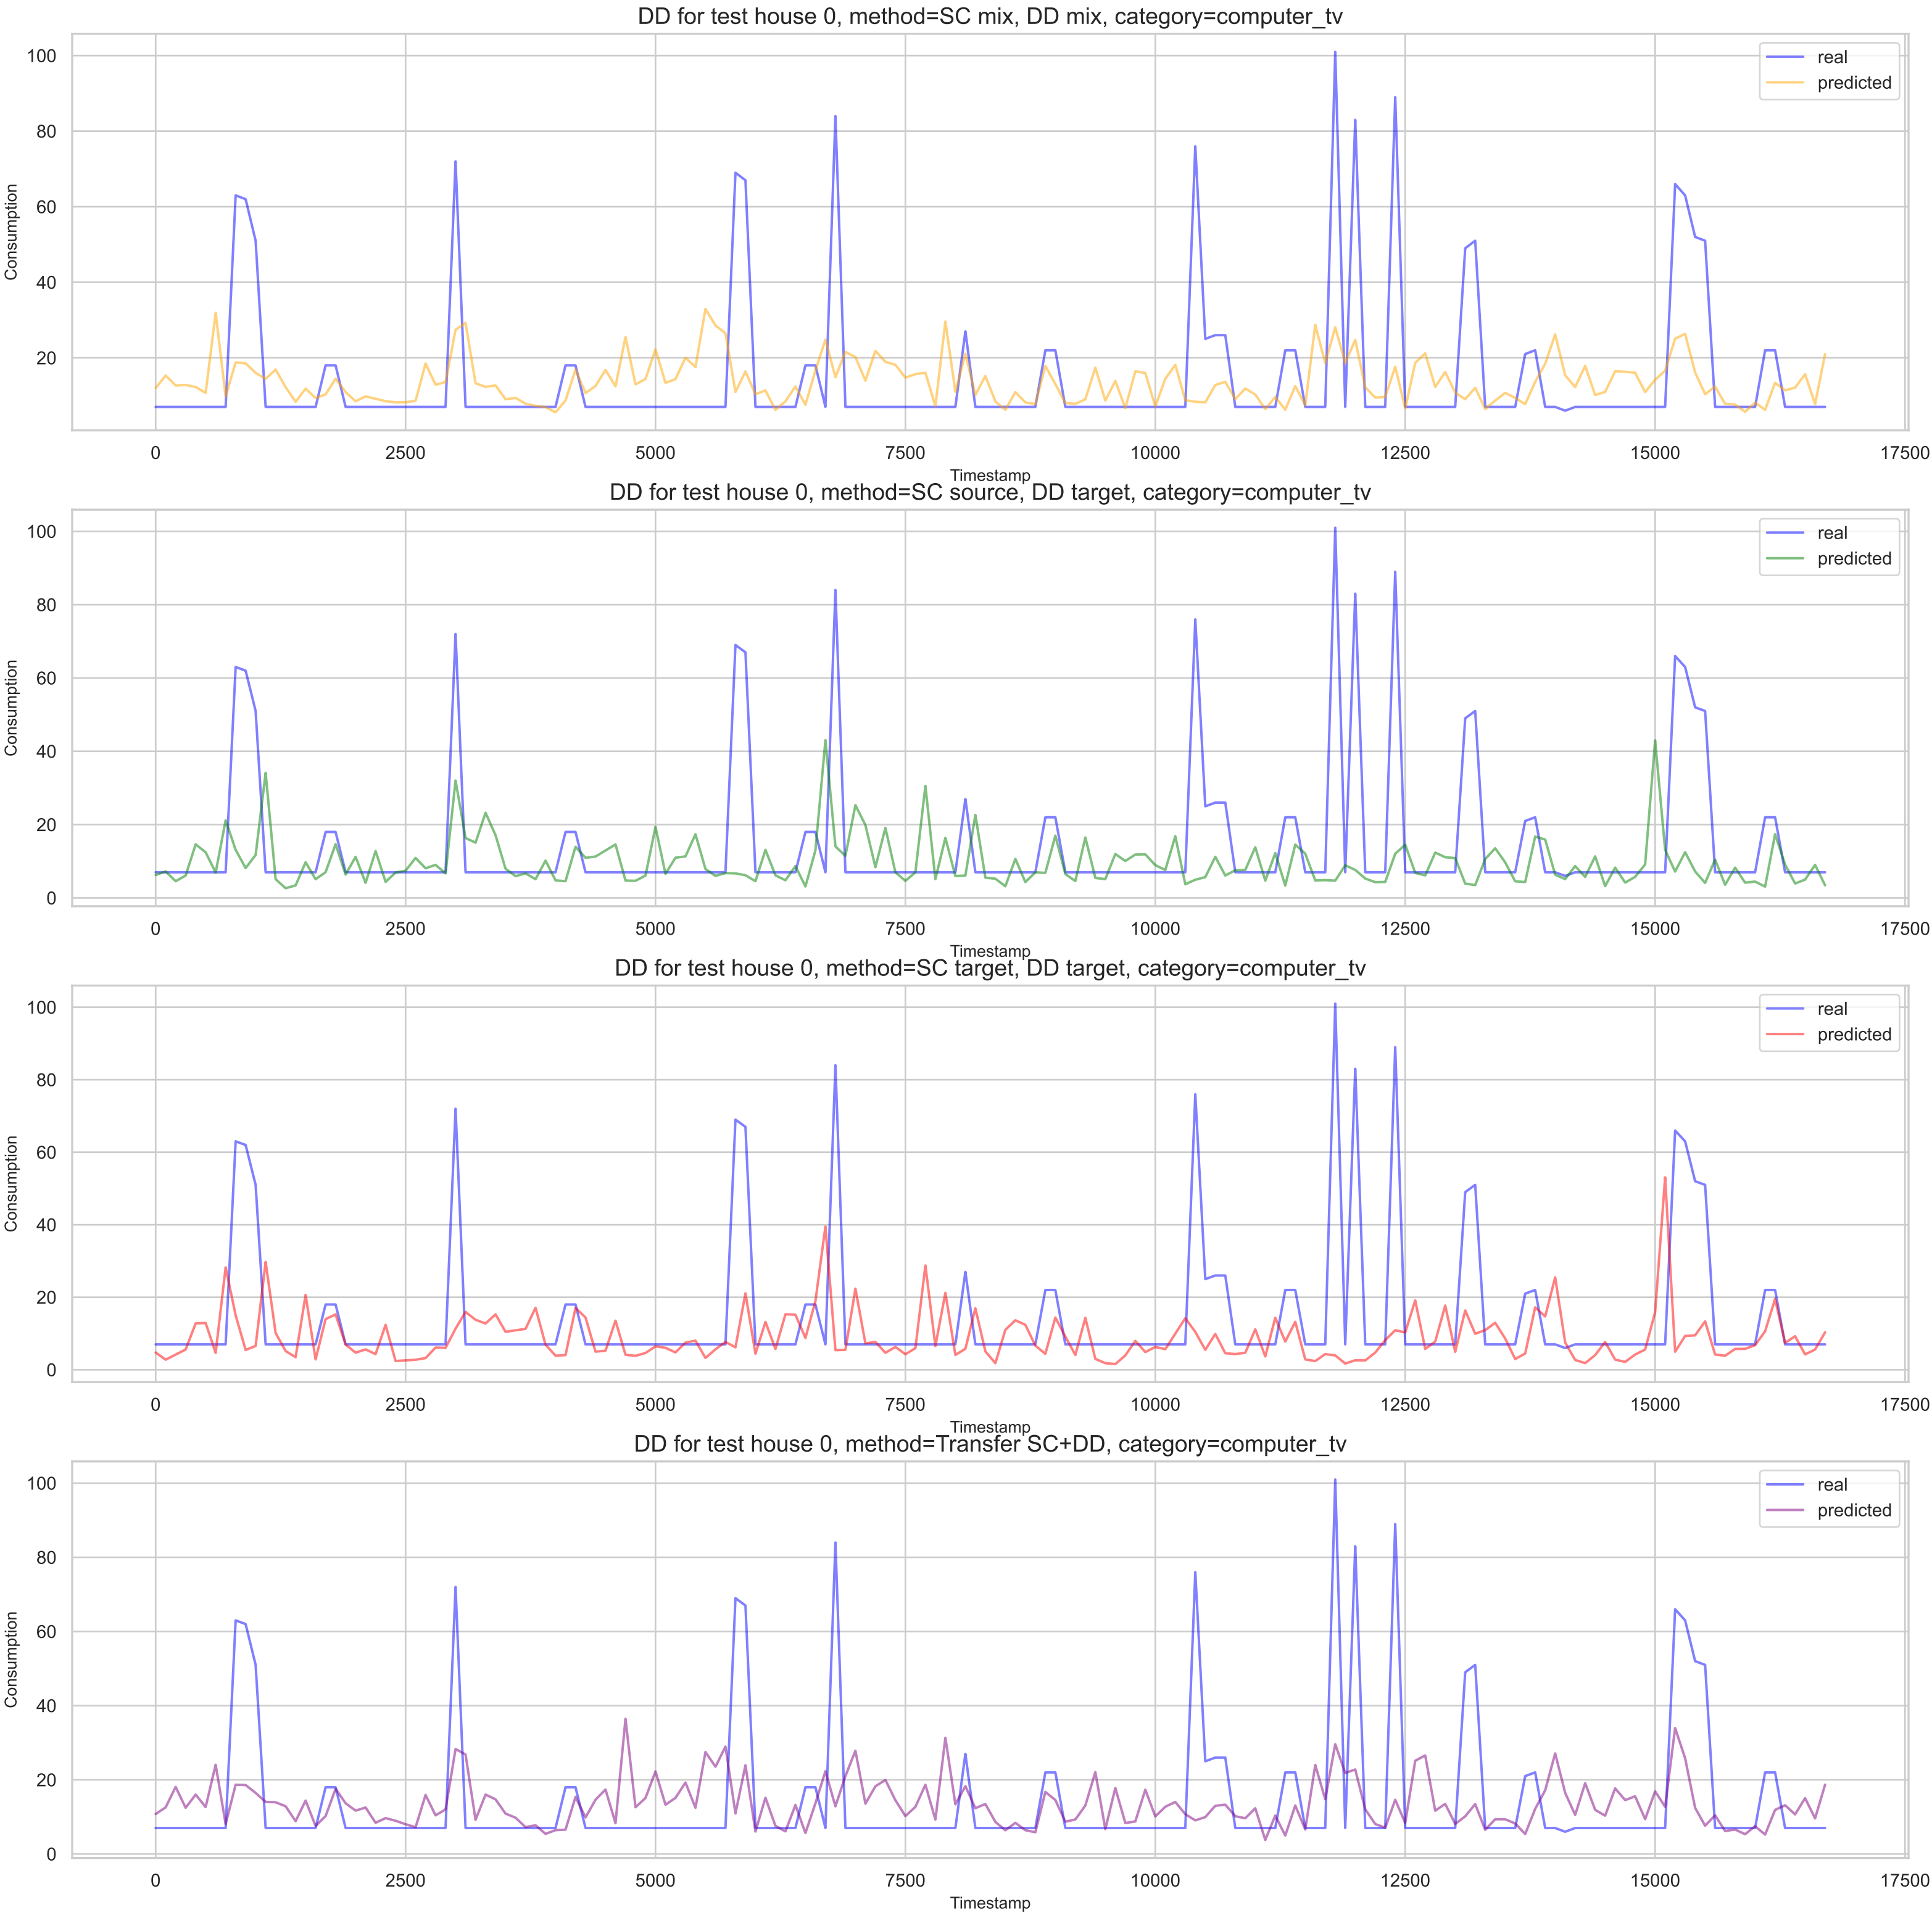 DD for test house 0, method=SC mix, DD mix, category=computer_tv
100
80
60
40
20
Consumption
real
predicted
0 2500 5000 7500 10000 12500 15000 17500
Timestamp
DD for test house 0, method=SC source, DD target, category=computer_tv
100
80
60
40
20
0
Consumption
real
predicted
0 2500 5000 7500 10000 12500 15000 17500
Timestamp
DD for test house 0, method=SC target, DD target, category=computer_tv
100
80
60
40
20
0
Consumption
real
predicted
0 2500 5000 7500 10000 12500 15000 17500
Timestamp
DD for test house 0, method=Transfer SC+DD, category=computer_tv
100
80
60
40
20
0
Consumption
real
predicted
0 2500 5000 7500 10000 12500 15000 17500
Timestamp